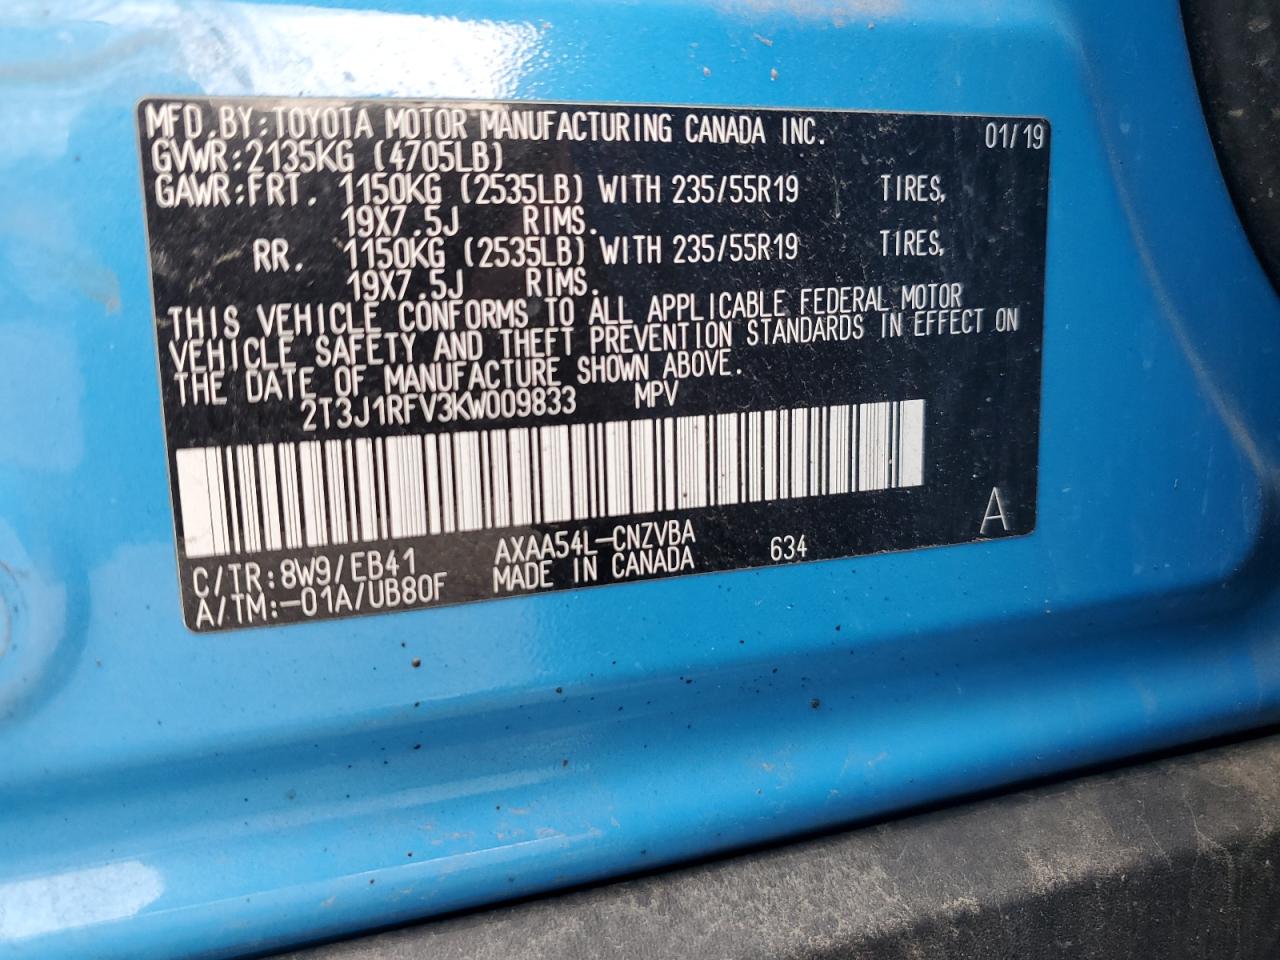 MFD.BY:TOYOTA MOTOR MANUFACTURING CANADA INC. 01/19
GVWR:2135KG (4705LB)
GAWR:FRT. 1150KG (2535LB) WITH 235/55R19 TIRES,
19X7.5J RIMS.
RR. 1150KG (2535LB) WITH 235/55R19 TIRES,
19X7.5J RIMS.
THIS VEHICLE CONFORMS TO ALL APPLICABLE FEDERAL MOTOR
VEHICLE SAFETY AND THEFT PREVENTION STANDARDS IN EFFECT ON
THE DATE OF MANUFACTURE SHOWN ABOVE.
2T3J1RFV3KW009833 MPV
C/TR:8W9/EB41 AXAA54L-CNZVBA 634 A
A/TM:-01A/UB80F MADE IN CANADA